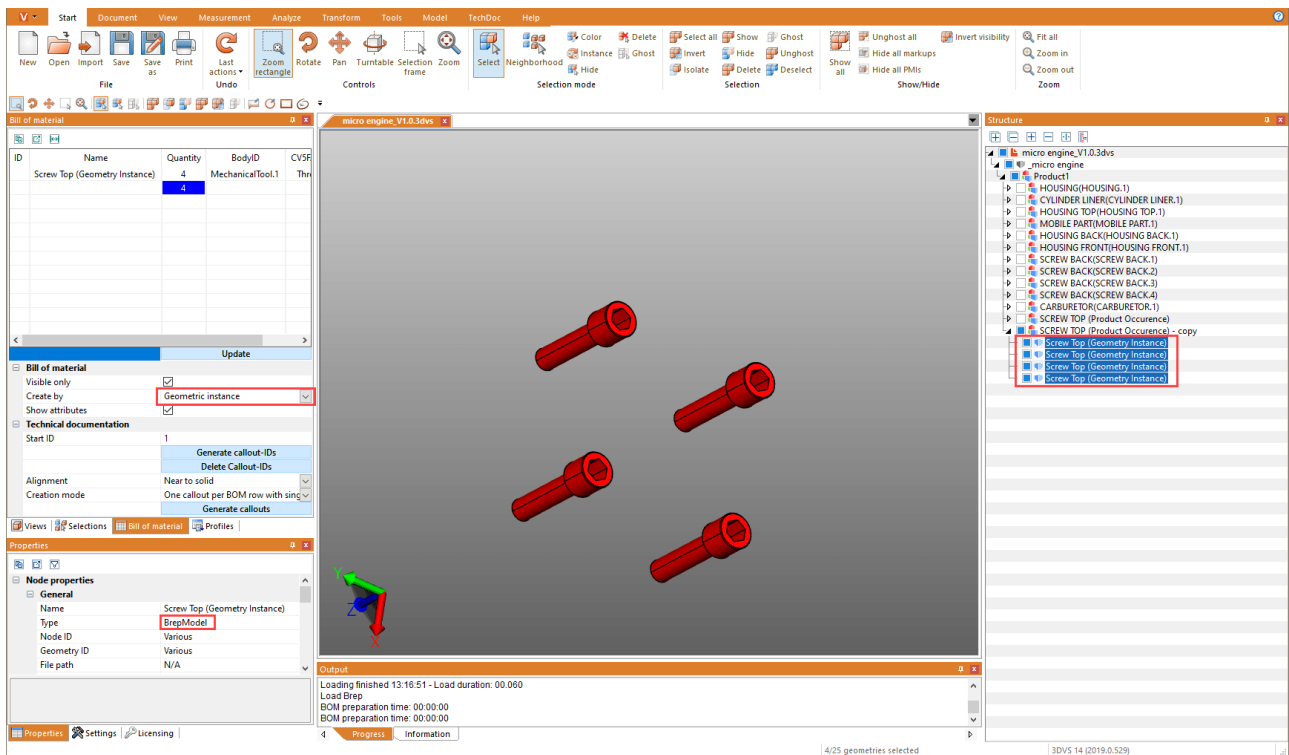 V
Start Document View Measurement Analyze Transform Tools Model TechDoc Help
New Open Import Save Save as Print
File
Last actions
Undo
Zoom rectangle Rotate Pan Turntable Selection frame Zoom
Controls
Select Neighborhood
Color Delete
Instance Ghost
Hide
Selection mode
Select all Show Ghost
Invert Hide Unghost
Isolate Delete Deselect
Selection
Show all
Unghost all Invert visibility
Hide all markups
Hide all PMIs
Show/Hide
Fit all
Zoom in
Zoom out
Zoom
Bill of material
ID Name Quantity BodyID CV5F
Screw Top (Geometry Instance) 4 MechanicalTool.1 Thr
4
Update
Bill of material
Visible only
Create by Geometric instance
Show attributes
Technical documentation
Start ID 1
Generate callout-IDs
Delete Callout-IDs
Alignment Near to solid
Creation mode One callout per BOM row with sing
Generate callouts
Views Selections Bill of material Profiles
Properties
Node properties
General
Name Screw Top (Geometry Instance)
Type BrepModel
Node ID Various
Geometry ID Various
File path N/A
Properties Settings Licensing
micro engine_V1.0.3dvs
Y
Z
X
Output
Loading finished 13:16:51 - Load duration: 00.060
Load Brep
BOM preparation time: 00:00:00
BOM preparation time: 00:00:00
Progress Information
Structure
micro engine_V1.0.3dvs
_micro engine
Product1
HOUSING(HOUSING.1)
CYLINDER LINER(CYLINDER LINER.1)
HOUSING TOP(HOUSING TOP.1)
MOBILE PART(MOBILE PART.1)
HOUSING BACK(HOUSING BACK.1)
HOUSING FRONT(HOUSING FRONT.1)
SCREW BACK(SCREW BACK.1)
SCREW BACK(SCREW BACK.2)
SCREW BACK(SCREW BACK.3)
SCREW BACK(SCREW BACK.4)
CARBURETOR(CARBURETOR.1)
SCREW TOP (Product Occurence)
SCREW TOP (Product Occurence) - copy
Screw Top (Geometry Instance)
Screw Top (Geometry Instance)
Screw Top (Geometry Instance)
Screw Top (Geometry Instance)
4/25 geometries selected
3DVS 14 (2019.0.529)